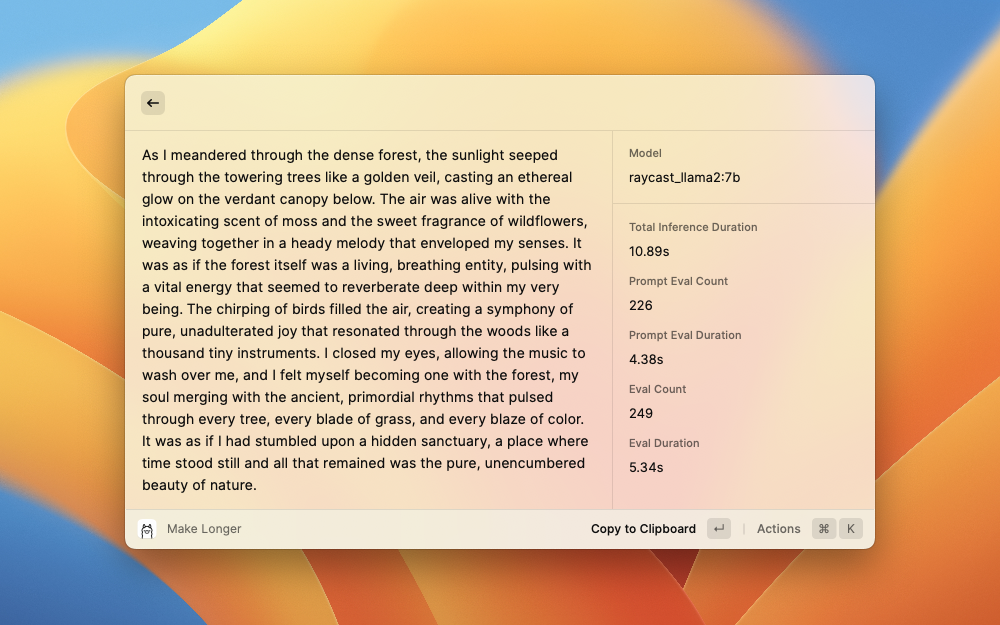 As I meandered through the dense forest, the sunlight seeped
through the towering trees like a golden veil, casting an ethereal
glow on the verdant canopy below. The air was alive with the
intoxicating scent of moss and the sweet fragrance of wildflowers,
weaving together in a heady melody that enveloped my senses. It
was as if the forest itself was a living, breathing entity, pulsing with
a vital energy that seemed to reverberate deep within my very
being. The chirping of birds filled the air, creating a symphony of
pure, unadulterated joy that resonated through the woods like a
thousand tiny instruments. I closed my eyes, allowing the music to
wash over me, and I felt myself becoming one with the forest, my
soul merging with the ancient, primordial rhythms that pulsed
through every tree, every blade of grass, and every blaze of color.
It was as if I had stumbled upon a hidden sanctuary, a place where
time stood still and all that remained was the pure, unencumbered
beauty of nature.
Model
raycast_llama2:7b
Total Inference Duration
10.89s
Prompt Eval Count
226
Prompt Eval Duration
4.38s
Eval Count
249
Eval Duration
5.34s
Make Longer
Copy to Clipboard ↵ | Actions ⌘ K